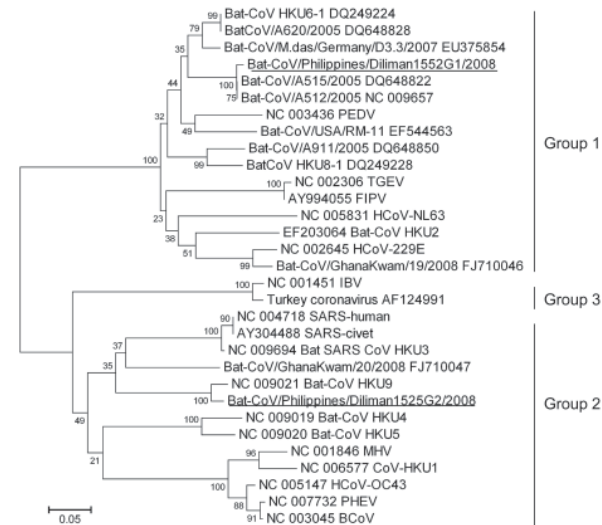 99 Bat-CoV HKU6-1 DQ249224
79 BatCoV/A620/2005 DQ648828
35 Bat-CoV/M.das/Germany/D3.3/2007 EU375854
Bat-CoV/Philippines/Diliman1552G1/2008
100 Bat-CoV/A515/2005 DQ648822
75 Bat-CoV/A512/2005 NC 009657
44
NC 003436 PEDV
32
49 Bat-CoV/USA/RM-11 EF544563
Group 1
Bat-CoV/A911/2005 DQ648850
100
99 BatCoV HKU8-1 DQ249228
100 NC 002306 TGEV
AY994055 FIPV
23
NC 005831 HCoV-NL63
38
EF203064 Bat-CoV HKU2
51
NC 002645 HCoV-229E
99 Bat-CoV/GhanaKwam/19/2008 FJ710046
100 NC 001451 IBV
Turkey coronavirus AF124991
Group 3
90 NC 004718 SARS-human
AY304488 SARS-civet
100
37
NC 009694 Bat SARS CoV HKU3
35
Bat-CoV/GhanaKwam/20/2008 FJ710047
NC 009021 Bat-CoV HKU9
100 Bat-CoV/Philippines/Diliman1525G2/2008
Group 2
49
NC 009019 Bat-CoV HKU4
100
NC 009020 Bat-CoV HKU5
21
96 NC 001846 MHV
NC 006577 CoV-HKU1
100
NC 005147 HCoV-OC43
88
NC 007732 PHEV
91 NC 003045 BCoV
0.05